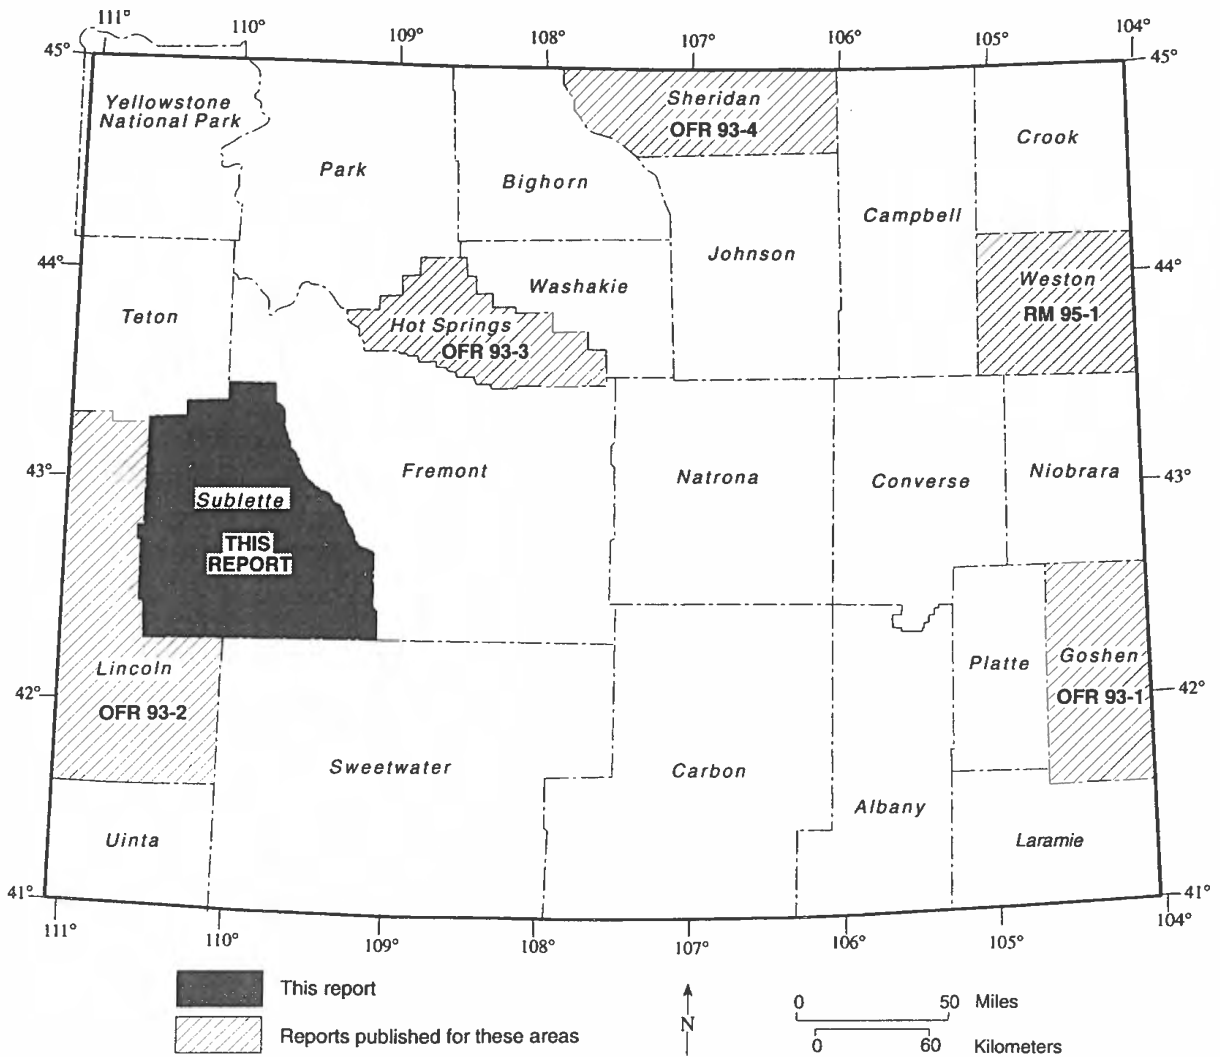 111° 110° 109° 108° 107° 106° 105° 104°
45° 45°
Yellowstone
National Park
Sheridan
OFR 93-4
Crook
Park
Bighorn
Campbell
Johnson
44° 44°
Washakie
Weston
RM 95-1
Teton
Hot Springs
OFR 93-3
43° 43°
Fremont
Natrona
Converse
Niobrara
Sublette
THIS
REPORT
Lincoln
OFR 93-2
Platte
Goshen
OFR 93-1
42° 42°
Sweetwater
Carbon
Albany
Uinta
Laramie
41° 41°
111° 110° 109° 108° 107° 106° 105° 104°
This report
Reports published for these areas
N
0 50 Miles
0 60 Kilometers